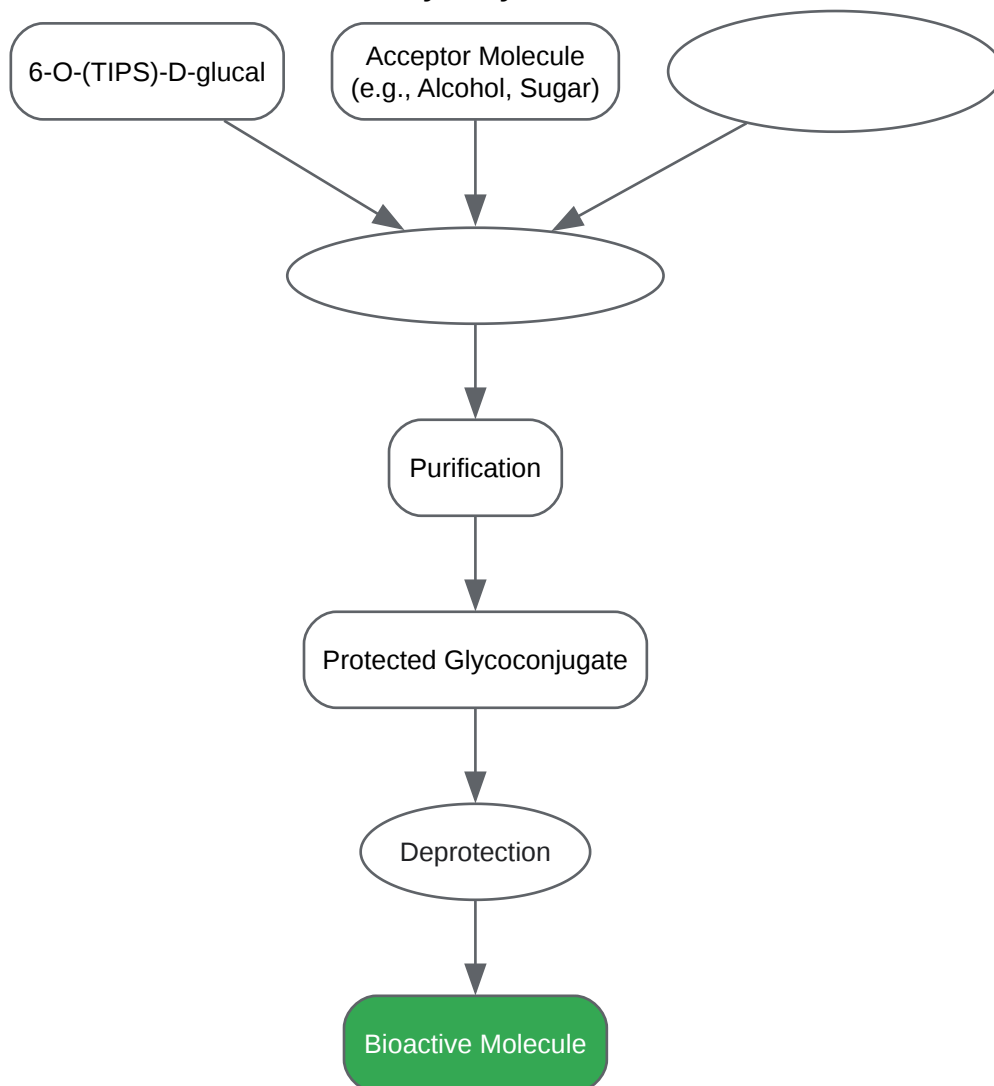 6-O-(TIPS)-D-glucal
Acceptor Molecule
(e.g., Alcohol, Sugar)
Purification
Protected Glycoconjugate
Deprotection
Bioactive Molecule